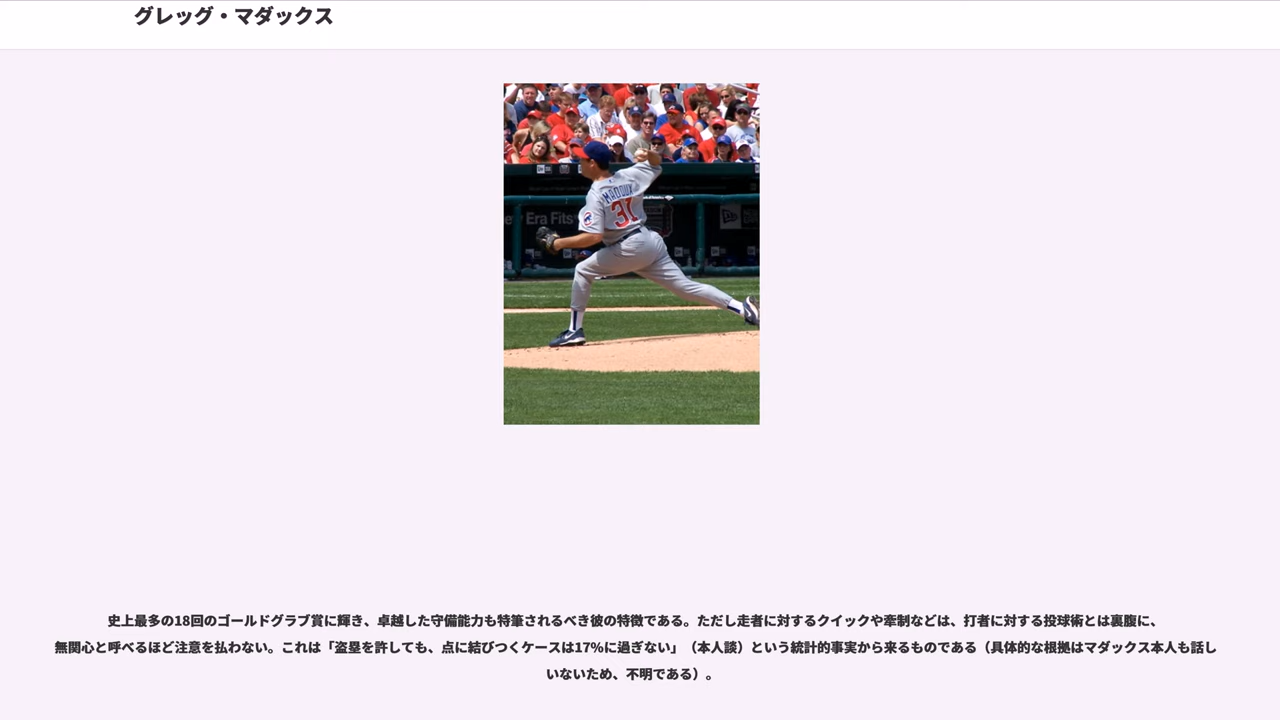 グレッグ・マダックス
MADDUX
31
Era Fits
史上最多の18回のゴールドグラブ賞に輝き、卓越した守備能力も特筆されるべき彼の特徴である。ただし走者に対するクイックや牽制などは、打者に対する投球術とは裏腹に、
無関心と呼べるほど注意を払わない。これは「盗塁を許しても、点に結びつくケースは17%に過ぎない」（本人談）という統計的事実から来るものである（具体的な根拠はマダックス本人も話し
いないため、不明である）。